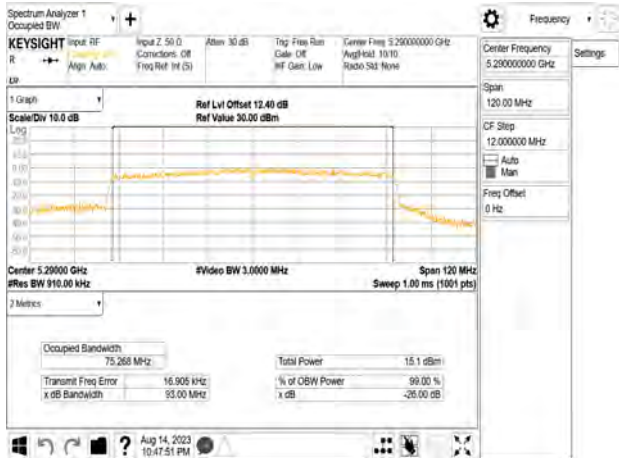 Spectrum Analyzer 1
Occupied BW
+
Frequency
KEYSIGHT Input: RF
R
Align: Auto
Input Z: 50 Ω
Corrections: Off
Freq Ref: Int (S)
Atten: 30 dB
Trig: Free Run
Gate: Off
#IF Gain: Low
Center Freq: 5.290000000 GHz
Avg|Hold: 10/10
Radio Std: None
Center Frequency
5.290000000 GHz
Settings
Span
120.00 MHz
CF Step
12.000000 MHz
Auto
Man
Freq Offset
0 Hz
1 Graph
Scale/Div 10.0 dB
Ref Lvl Offset 12.40 dB
Ref Value 30.00 dBm
Log
Center 5.29000 GHz
#Res BW 910.00 kHz
#Video BW 3.0000 MHz
Span 120 MHz
Sweep 1.00 ms (1001 pts)
2 Metrics
Occupied Bandwidth
75.268 MHz
Total Power 15.1 dBm
Transmit Freq Error 16.905 kHz
% of OBW Power 99.00 %
x dB Bandwidth 93.00 MHz
x dB -26.00 dB
?
Aug 14, 2023
10:47:51 PM